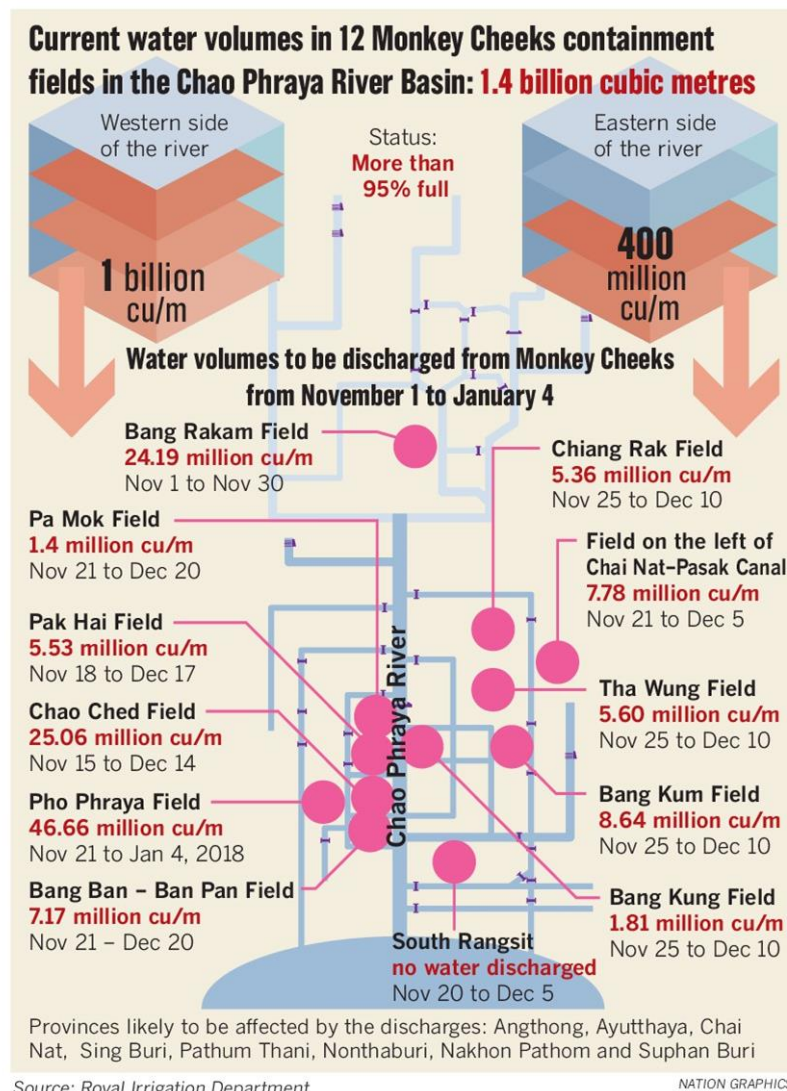 Current water volumes in 12 Monkey Cheeks containment
fields in the Chao Phraya River Basin: 1.4 billion cubic metres
Western side
of the river
Status:
More than
95% full
Eastern side
of the river
1 billion
cu/m
400
million
cu/m
Water volumes to be discharged from Monkey Cheeks
from November 1 to January 4
Bang Rakam Field
24.19 million cu/m
Nov 1 to Nov 30
Chiang Rak Field
5.36 million cu/m
Nov 25 to Dec 10
Pa Mok Field
1.4 million cu/m
Nov 21 to Dec 20
Field on the left of
Chai Nat–Pasak Canal
7.78 million cu/m
Nov 21 to Dec 5
Pak Hai Field
5.53 million cu/m
Nov 18 to Dec 17
Chao Phraya River
Tha Wung Field
5.60 million cu/m
Nov 25 to Dec 10
Chao Ched Field
25.06 million cu/m
Nov 15 to Dec 14
Bang Kum Field
8.64 million cu/m
Nov 25 to Dec 10
Pho Phraya Field
46.66 million cu/m
Nov 21 to Jan 4, 2018
Bang Ban – Ban Pan Field
7.17 million cu/m
Nov 21 – Dec 20
Bang Kung Field
1.81 million cu/m
Nov 25 to Dec 10
South Rangsit
no water discharged
Nov 20 to Dec 5
Provinces likely to be affected by the discharges: Angthong, Ayutthaya, Chai
Nat, Sing Buri, Pathum Thani, Nonthaburi, Nakhon Pathom and Suphan Buri
Source: Royal Irrigation Department
NATION GRAPHICS